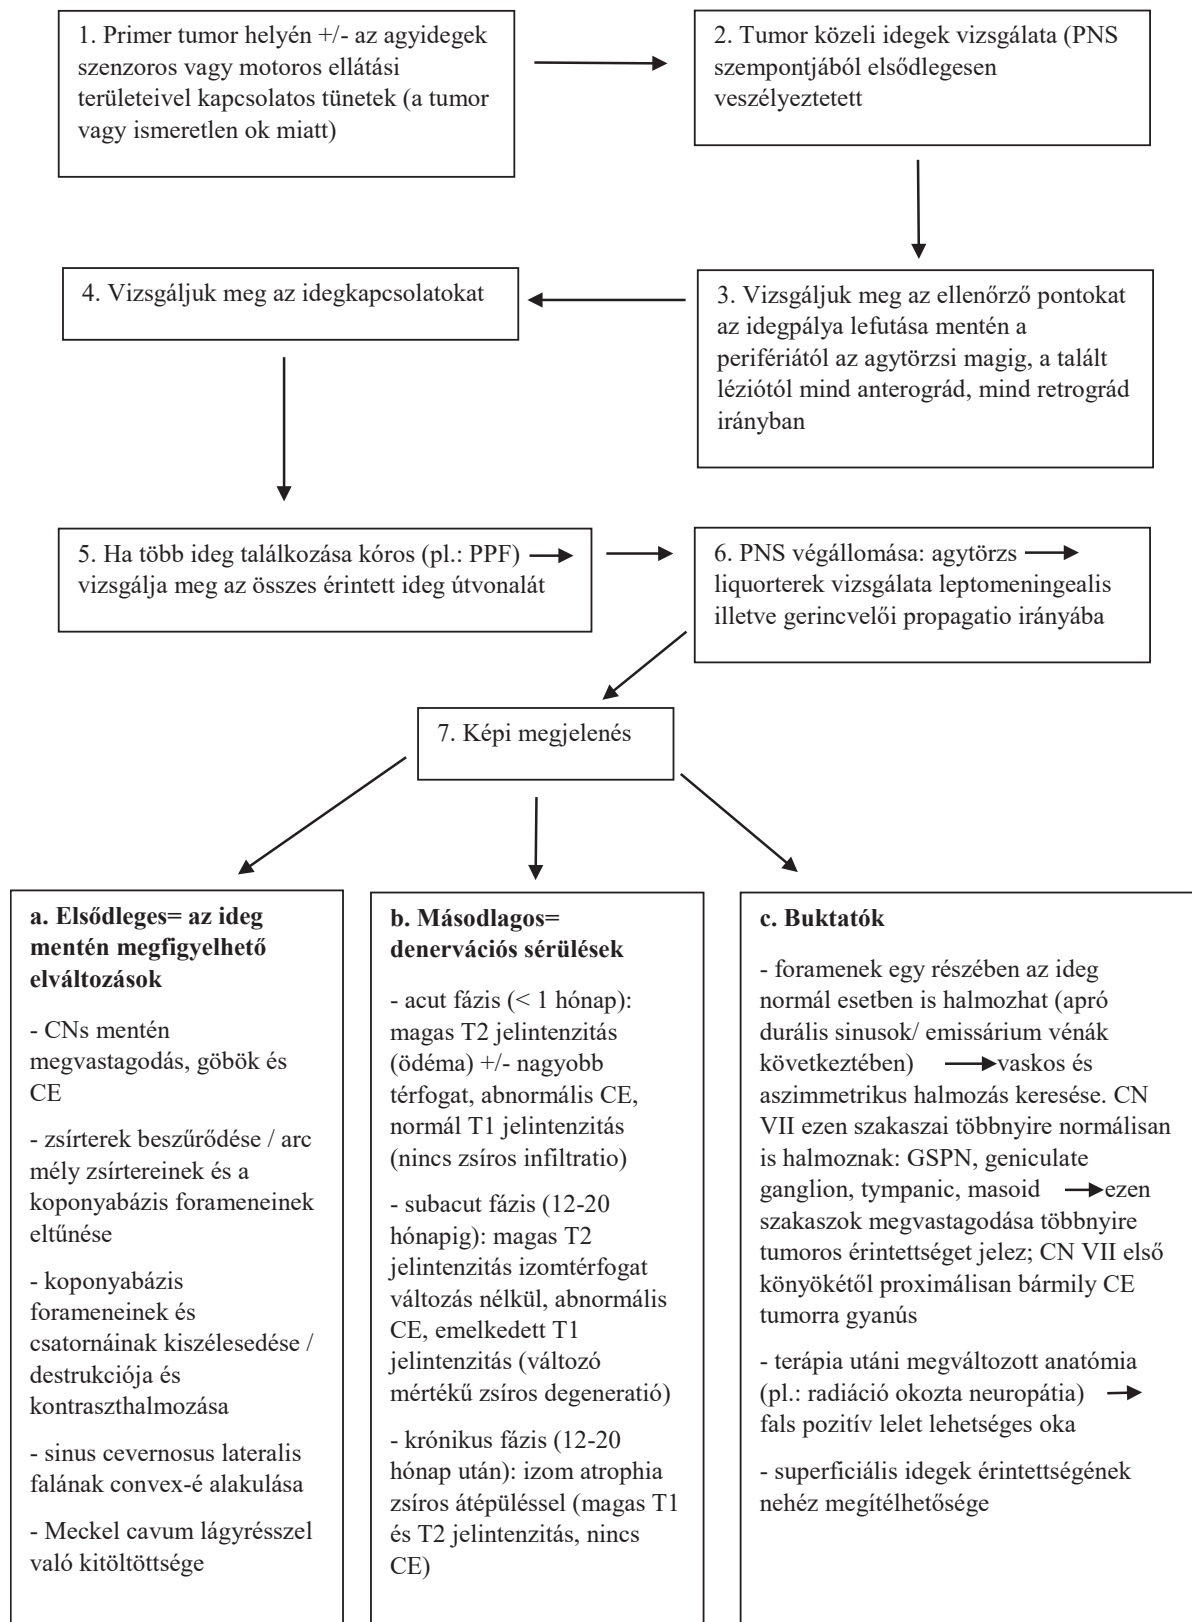 1. Primer tumor helyén +/- az agyidegek
szenzoros vagy motoros ellátási
területeivel kapcsolatos tünetek (a tumor
vagy ismeretlen ok miatt)
2. Tumor közeli idegek vizsgálata (PNS
szempontjából elsődlegesen
veszélyeztetett
3. Vizsgáljuk meg az ellenőrző pontokat
az idegpálya lefutása mentén a
perifériától az agytörzsi magig, a talált
léziótól mind anterográd, mind retrográd
irányban
4. Vizsgáljuk meg az idegkapcsolatokat
5. Ha több ideg találkozása kóros (pl.: PPF) →
vizsgálja meg az összes érintett ideg útvonalát
6. PNS végállomása: agytörzs →
liquorterek vizsgálata leptomeningealis
illetve gerincvelői propagatio irányába
7. Képi megjelenés
a. Elsődleges= az ideg
mentén megfigyelhető
elváltozások
- CNs mentén
megvastagodás, göbök és
CE
- zsírterek beszűrődése / arc
mély zsírtereinek és a
koponyabázis forameneinek
eltűnése
- koponyabázis
forameneinek és
csatornáinak kiszélesedése /
destrukciója és
kontraszthalmozása
- sinus cevernosus lateralis
falának convex-é alakulása
- Meckel cavum lágyrésszel
való kitöltöttsége
b. Másodlagos=
denervációs sérülések
- acut fázis (< 1 hónap):
magas T2 jelintenzitás
(ödéma) +/- nagyobb
térfogat, abnormális CE,
normál T1 jelintenzitás
(nincs zsíros infiltratio)
- subacut fázis (12-20
hónapig): magas T2
jelintenzitás izomtérfogat
változás nélkül, abnormális
CE, emelkedett T1
jelintenzitás (változó
mértékű zsíros degeneratió)
- krónikus fázis (12-20
hónap után): izom atrophia
zsíros átépüléssel (magas T1
és T2 jelintenzitás, nincs
CE)
c. Buktatók
- foramenek egy részében az ideg
normál esetben is halmozhat (apró
durális sinusok/ emissárium vénák
következtében) → vaskos és
aszimmetrikus halmozás keresése. CN
VII ezen szakaszai többnyire normálisan
is halmoznak: GSPN, geniculate
ganglion, tympanic, masoid → ezen
szakaszok megvastagodása többnyire
tumoros érintettséget jelez; CN VII első
könyökétől proximálisan bármily CE
tumorra gyanús
- terápia utáni megváltozott anatómia
(pl.: radiáció okozta neuropátia) →
fals pozitív lelet lehetséges oka
- superficiális idegek érintettségének
nehéz megítélhetősége